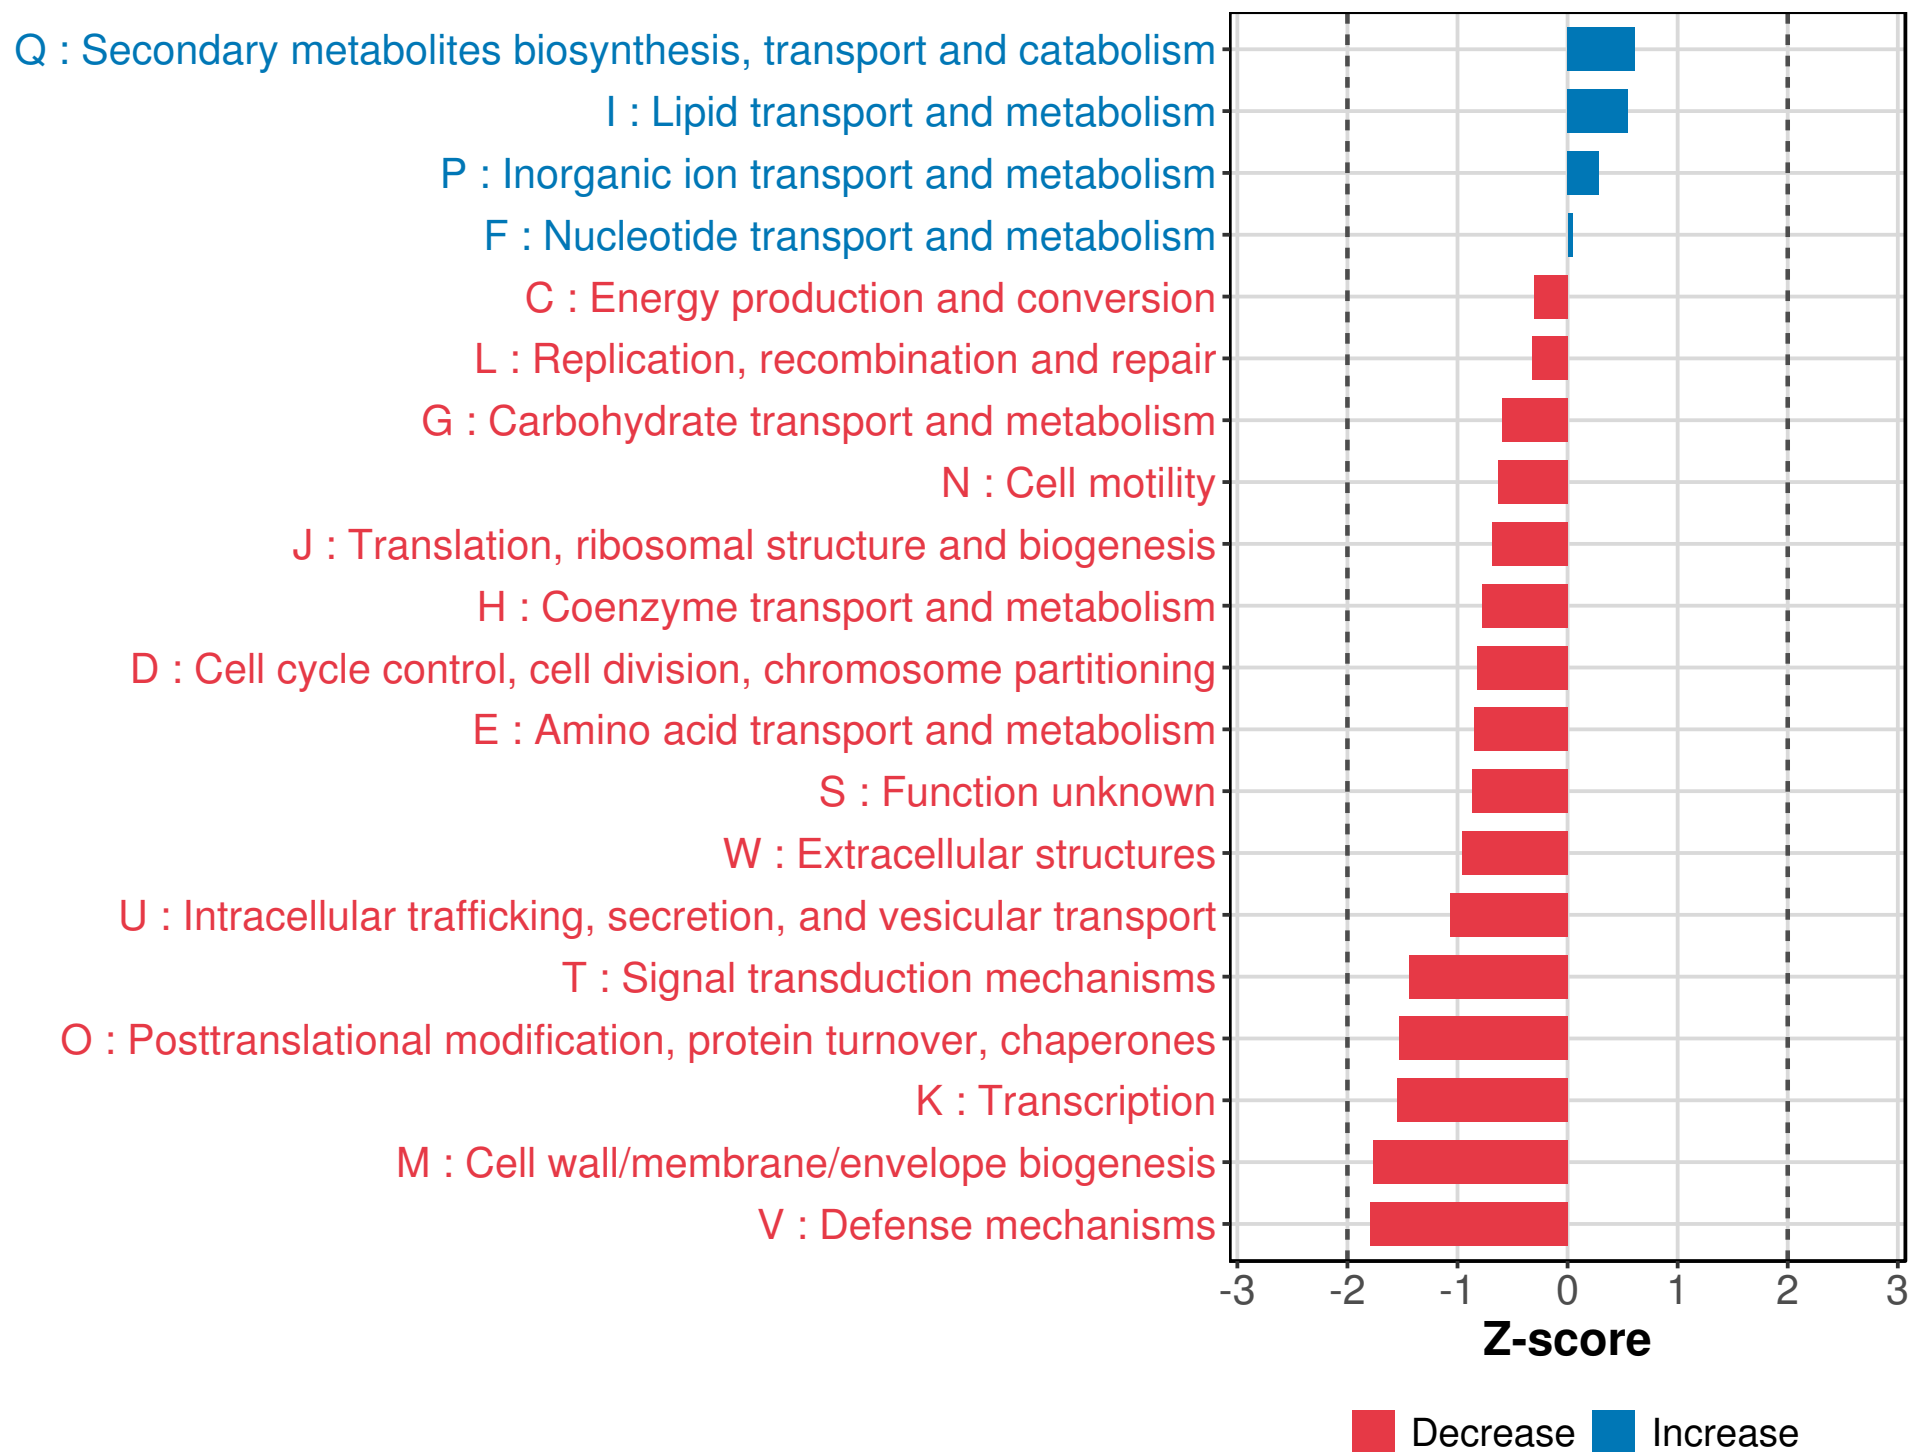 Q : Secondary metabolites biosynthesis, transport and catabolism
I : Lipid transport and metabolism
P : Inorganic ion transport and metabolism
F : Nucleotide transport and metabolism
C : Energy production and conversion
L : Replication, recombination and repair
G : Carbohydrate transport and metabolism
N : Cell motility
J : Translation, ribosomal structure and biogenesis
H : Coenzyme transport and metabolism
D : Cell cycle control, cell division, chromosome partitioning
E : Amino acid transport and metabolism
S : Function unknown
W : Extracellular structures
U : Intracellular trafficking, secretion, and vesicular transport
T : Signal transduction mechanisms
O : Posttranslational modification, protein turnover, chaperones
K : Transcription
M : Cell wall/membrane/envelope biogenesis
V : Defense mechanisms
-3 -2 -1 0 1 2 3
Z-score
Decrease Increase